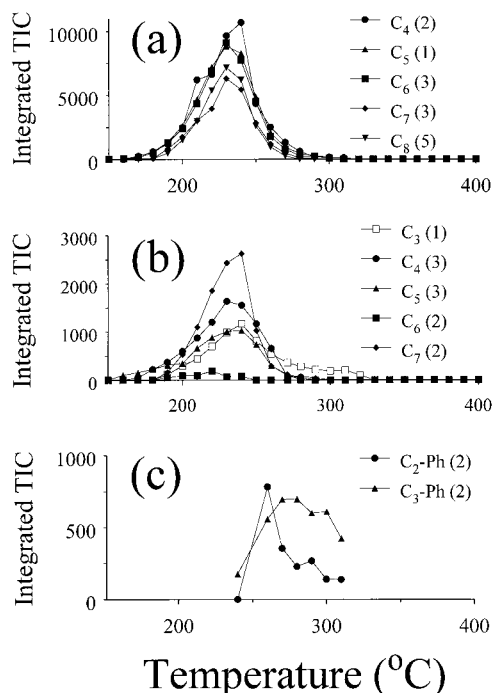 (a)
Integrated TIC
10000
5000
0
200
400
C4 (2)
C5 (1)
C6 (3)
C7 (3)
C8 (5)
(b)
Integrated TIC
3000
2000
1000
0
200
300
400
C3 (1)
C4 (3)
C5 (3)
C6 (2)
C7 (2)
(c)
Integrated TIC
1000
500
0
200
300
400
C2-Ph (2)
C3-Ph (2)
Temperature (°C)